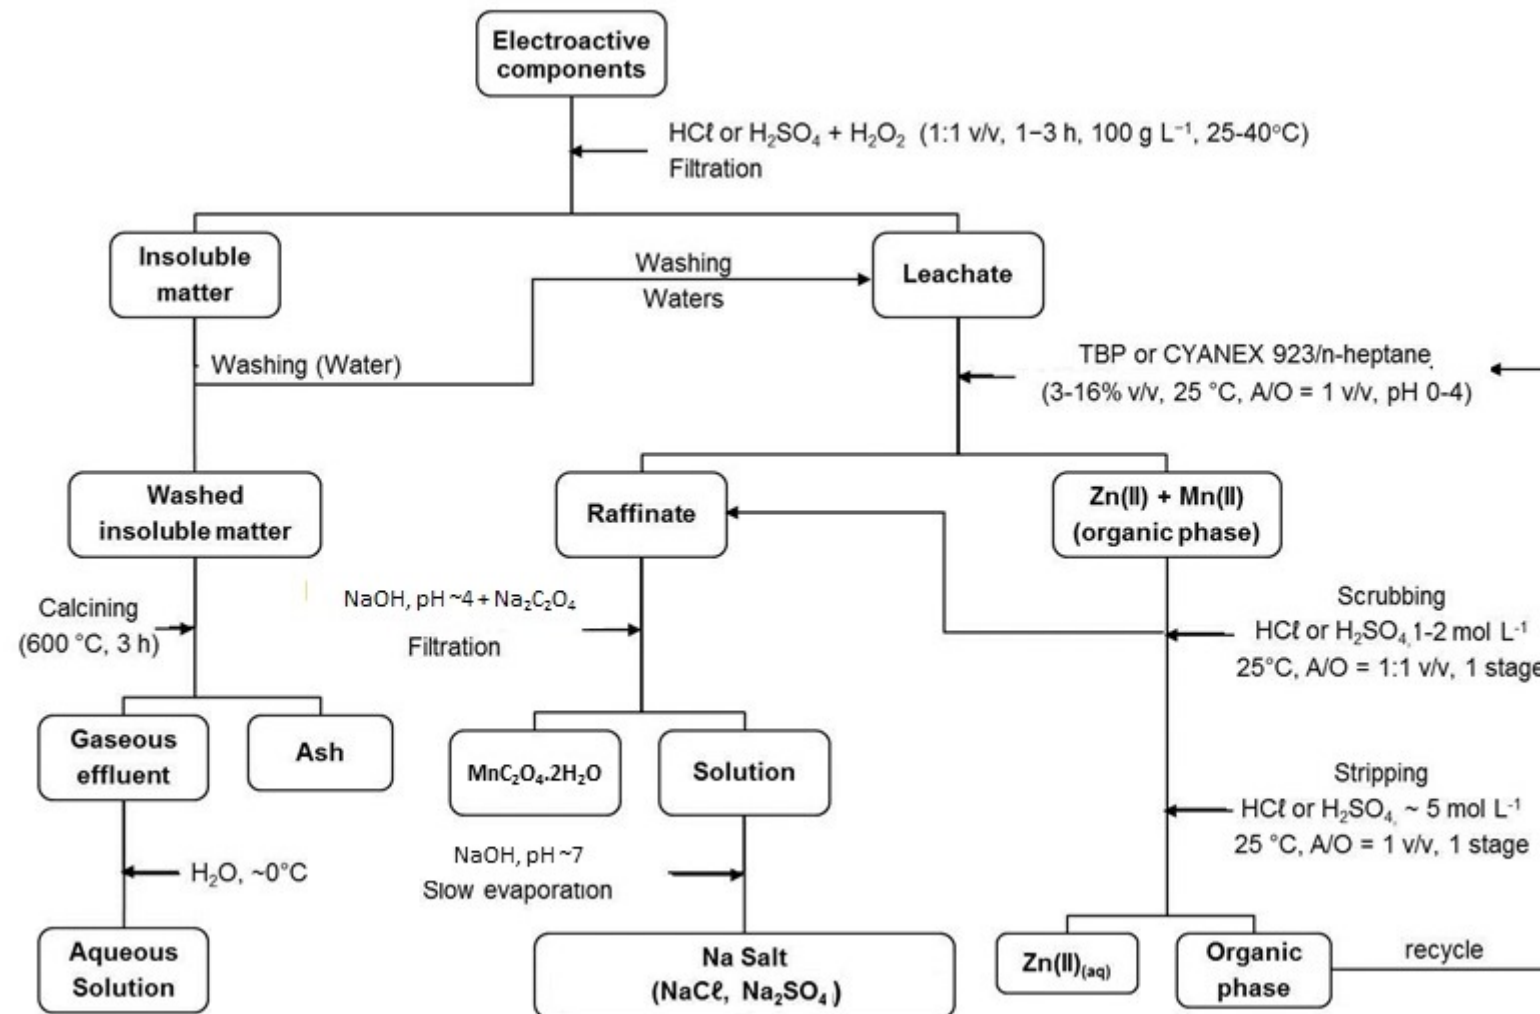 Electroactive
components
HCℓ or H₂SO₄ + H₂O₂ (1:1 v/v, 1−3 h, 100 g L⁻¹, 25-40°C)
Filtration
Insoluble
matter
Washing
Waters
Leachate
Washing (Water)
TBP or CYANEX 923/n-heptane
(3-16% v/v, 25 °C, A/O = 1 v/v, pH 0-4)
Washed
insoluble matter
Raffinate
Zn(II) + Mn(II)
(organic phase)
Calcining
(600 °C, 3 h)
NaOH, pH ~4 + Na₂C₂O₄
Filtration
Scrubbing
HCℓ or H₂SO₄, 1-2 mol L⁻¹
25°C, A/O = 1:1 v/v, 1 stage
Gaseous
effluent
Ash
MnC₂O₄.2H₂O
Solution
Stripping
HCℓ or H₂SO₄, ~ 5 mol L⁻¹
25 °C, A/O = 1 v/v, 1 stage
H₂O, ~0°C
NaOH, pH ~7
Slow evaporation
Aqueous
Solution
Na Salt
(NaCℓ, Na₂SO₄)
Zn(II)₍aq₎
Organic
phase
recycle